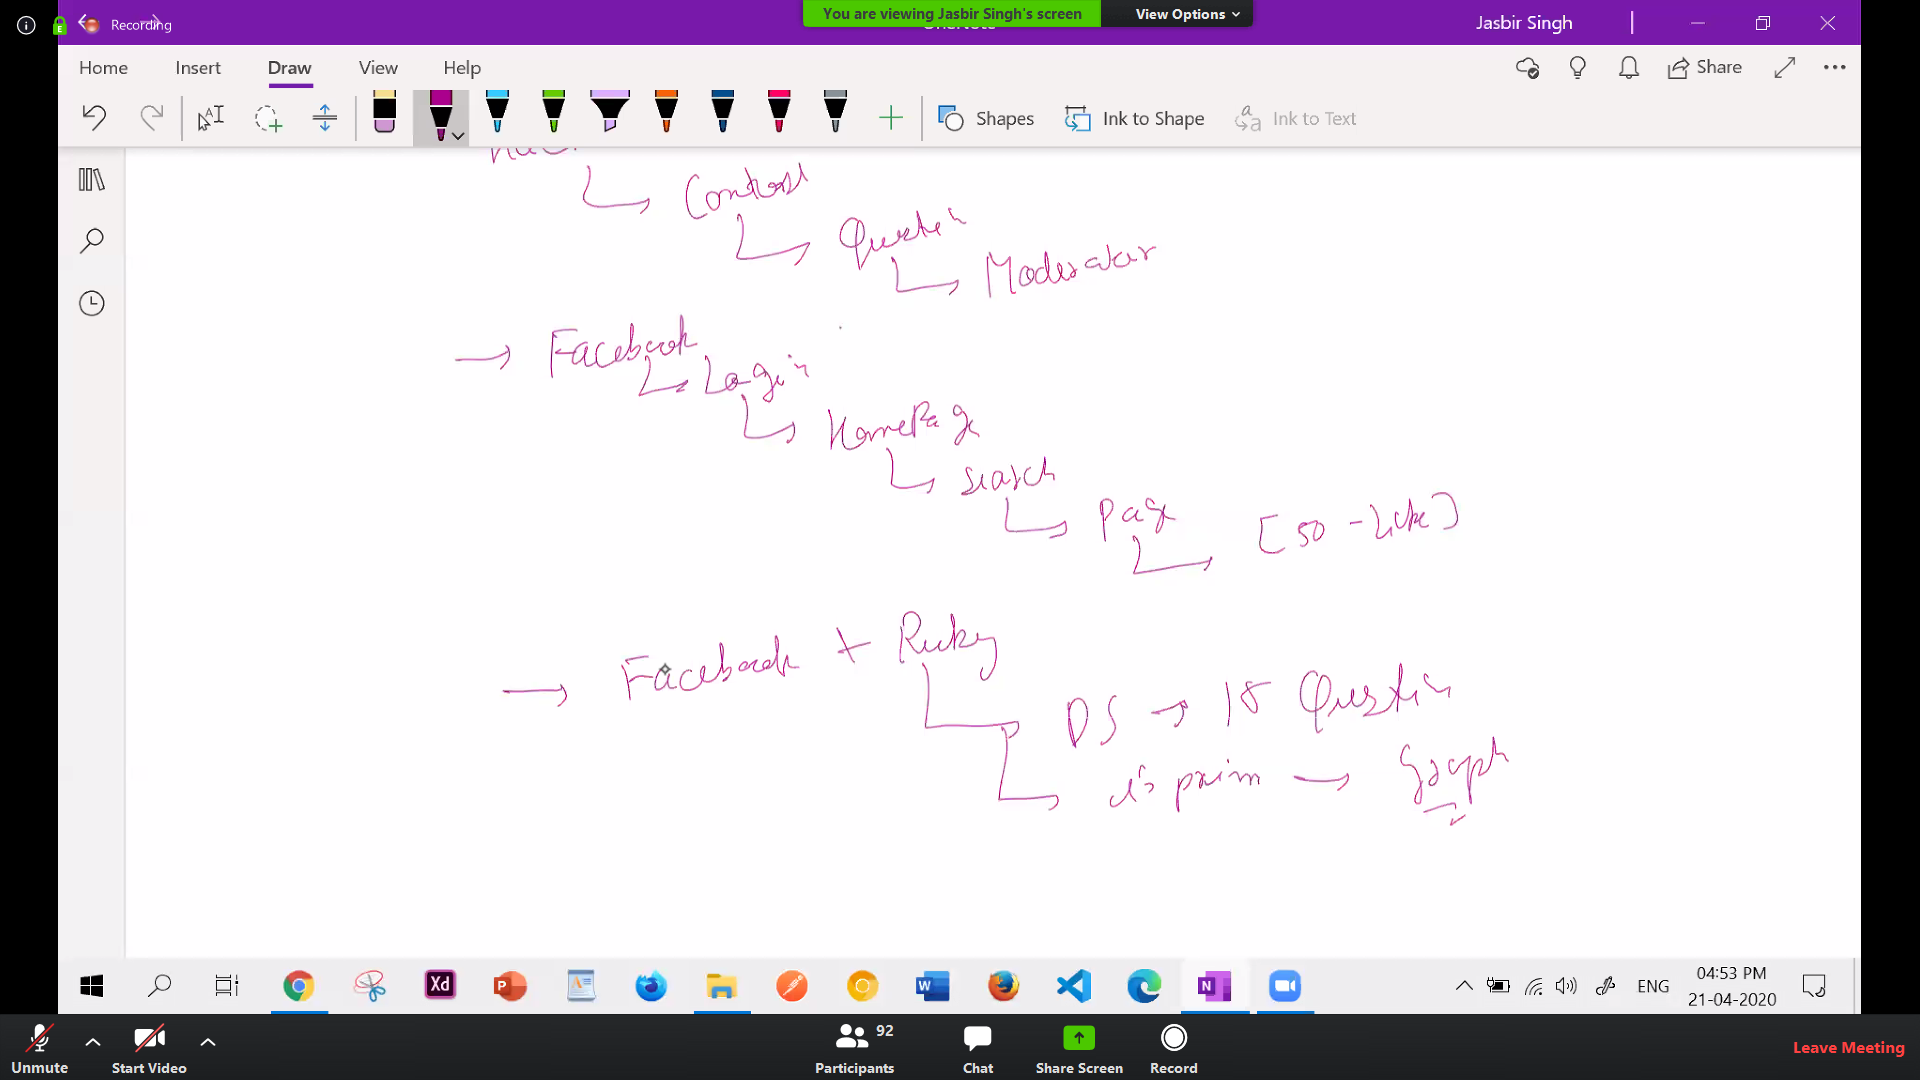 You are viewing Jasbir Singh's screen View Options
Recording
OneNote
Jasbir Singh
Home Insert Draw View Help
Share
Shapes Ink to Shape Ink to Text
Contest
Question
Moderator
→ Facebook
Login
HomePage
Search
Page
[50 - Like]
→ Facebook +
DS → 18 Question
prim → Graph
Xd
ENG
04:53 PM
21-04-2020
Unmute
Start Video
Participants 92
Chat
Share Screen
Record
Leave Meeting